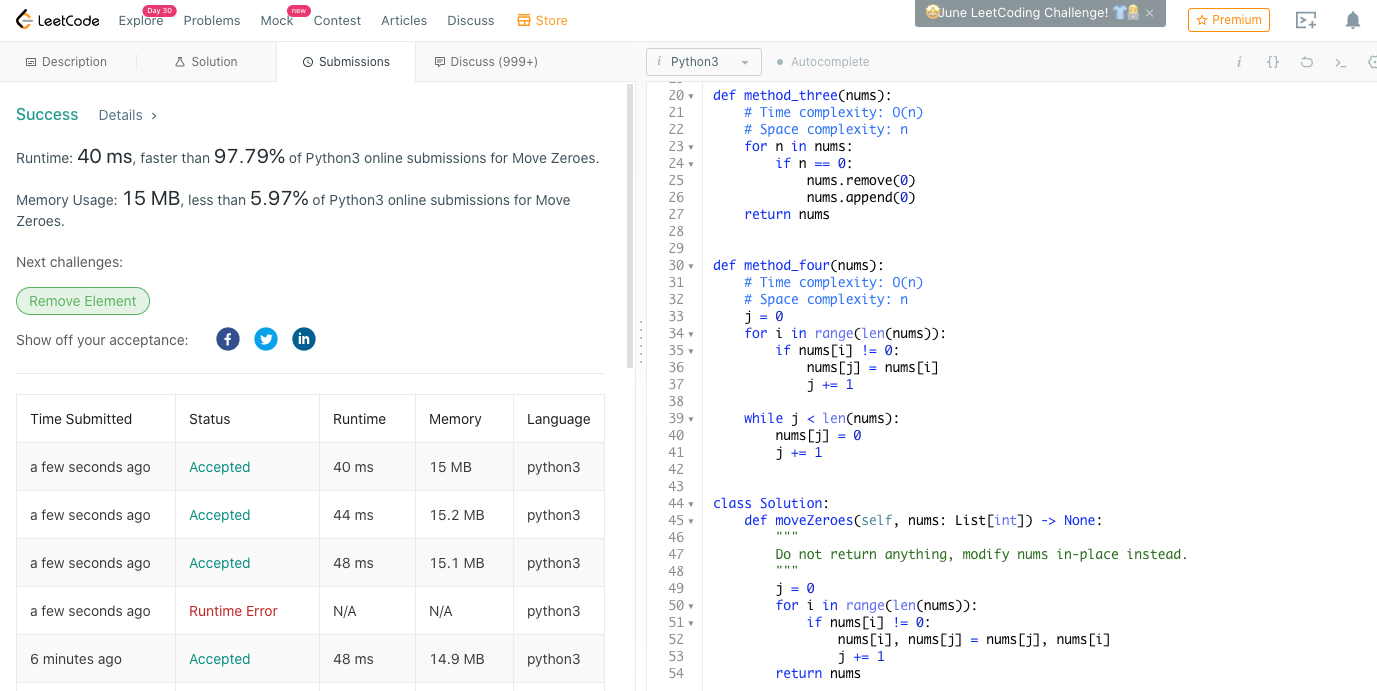 LeetCode
Explore Day 30 Problems Mock new Contest Articles Discuss Store
🤩June LeetCoding Challenge! 👕 ×
Premium
Description Solution Submissions Discuss (999+)
i Python3 Autocomplete
i {}
Success Details >
Runtime: 40 ms, faster than 97.79% of Python3 online submissions for Move Zeroes.
Memory Usage: 15 MB, less than 5.97% of Python3 online submissions for Move
Zeroes.
Next challenges:
Remove Element
Show off your acceptance:
Time Submitted Status Runtime Memory Language
a few seconds ago Accepted 40 ms 15 MB python3
a few seconds ago Accepted 44 ms 15.2 MB python3
a few seconds ago Accepted 48 ms 15.1 MB python3
a few seconds ago Runtime Error N/A N/A python3
6 minutes ago Accepted 48 ms 14.9 MB python3
20 def method_three(nums):
21     # Time complexity: O(n)
22     # Space complexity: n
23     for n in nums:
24         if n == 0:
25             nums.remove(0)
26             nums.append(0)
27     return nums
28
29
30 def method_four(nums):
31     # Time complexity: O(n)
32     # Space complexity: n
33     j = 0
34     for i in range(len(nums)):
35         if nums[i] != 0:
36             nums[j] = nums[i]
37             j += 1
38
39     while j < len(nums):
40         nums[j] = 0
41         j += 1
42
43
44 class Solution:
45     def moveZeroes(self, nums: List[int]) -> None:
46         """
47         Do not return anything, modify nums in-place instead.
48         """
49         j = 0
50         for i in range(len(nums)):
51             if nums[i] != 0:
52                 nums[i], nums[j] = nums[j], nums[i]
53                 j += 1
54         return nums